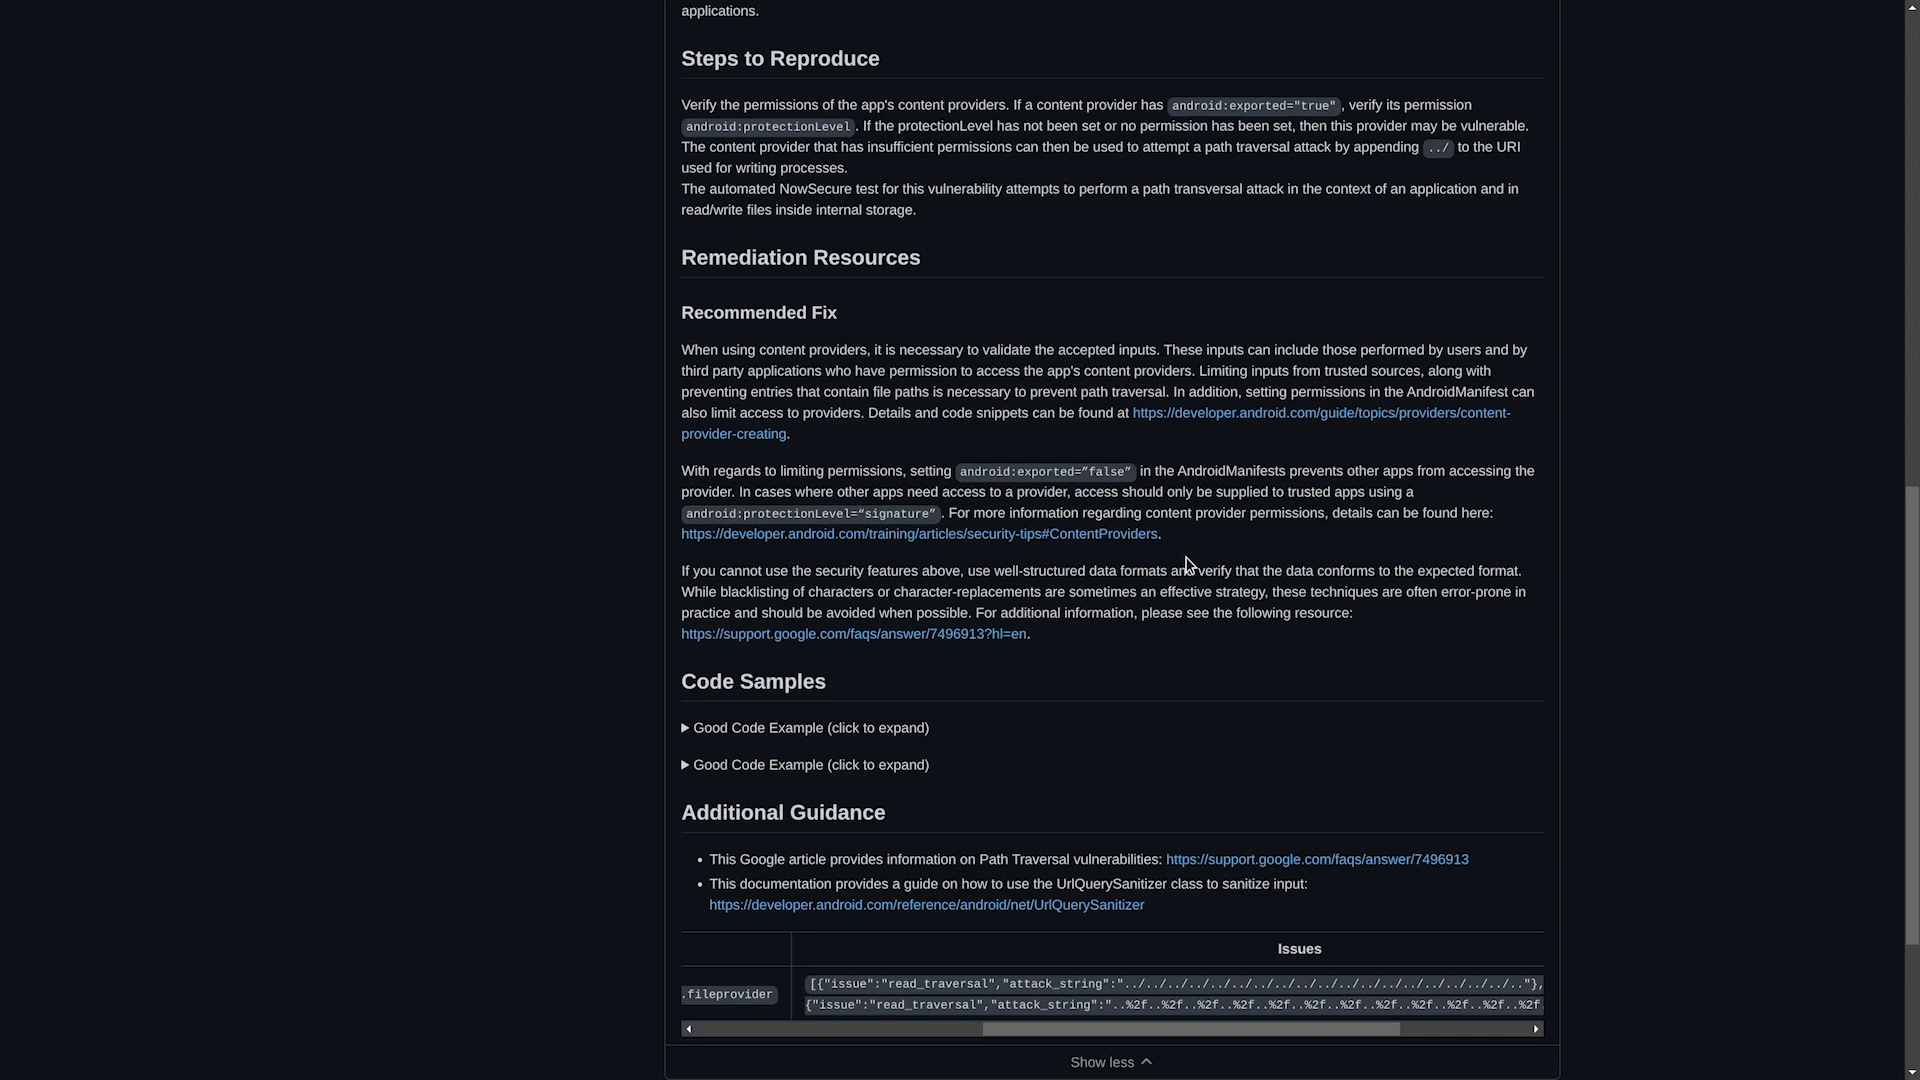 applications.
Steps to Reproduce
Verify the permissions of the app's content providers. If a content provider has android:exported="true", verify its permission
android:protectionLevel. If the protectionLevel has not been set or no permission has been set, then this provider may be vulnerable.
The content provider that has insufficient permissions can then be used to attempt a path traversal attack by appending ../ to the URI
used for writing processes.
The automated NowSecure test for this vulnerability attempts to perform a path transversal attack in the context of an application and in
read/write files inside internal storage.
Remediation Resources
Recommended Fix
When using content providers, it is necessary to validate the accepted inputs. These inputs can include those performed by users and by
third party applications who have permission to access the app's content providers. Limiting inputs from trusted sources, along with
preventing entries that contain file paths is necessary to prevent path traversal. In addition, setting permissions in the AndroidManifest can
also limit access to providers. Details and code snippets can be found at https://developer.android.com/guide/topics/providers/content-
provider-creating.
With regards to limiting permissions, setting android:exported=”false” in the AndroidManifests prevents other apps from accessing the
provider. In cases where other apps need access to a provider, access should only be supplied to trusted apps using a
android:protectionLevel=“signature”. For more information regarding content provider permissions, details can be found here:
https://developer.android.com/training/articles/security-tips#ContentProviders.
If you cannot use the security features above, use well-structured data formats and verify that the data conforms to the expected format.
While blacklisting of characters or character-replacements are sometimes an effective strategy, these techniques are often error-prone in
practice and should be avoided when possible. For additional information, please see the following resource:
https://support.google.com/faqs/answer/7496913?hl=en.
Code Samples
Good Code Example (click to expand)
Good Code Example (click to expand)
Additional Guidance
• This Google article provides information on Path Traversal vulnerabilities: https://support.google.com/faqs/answer/7496913
• This documentation provides a guide on how to use the UrlQuerySanitizer class to sanitize input:
https://developer.android.com/reference/android/net/UrlQuerySanitizer
Issues
.fileprovider
[{"issue":"read_traversal","attack_string":"../../../../../../../../../../../../../../../../../../.."},
{"issue":"read_traversal","attack_string":"..%2f..%2f..%2f..%2f..%2f..%2f..%2f..%2f..%2f..%2f..%2f..%2f
Show less